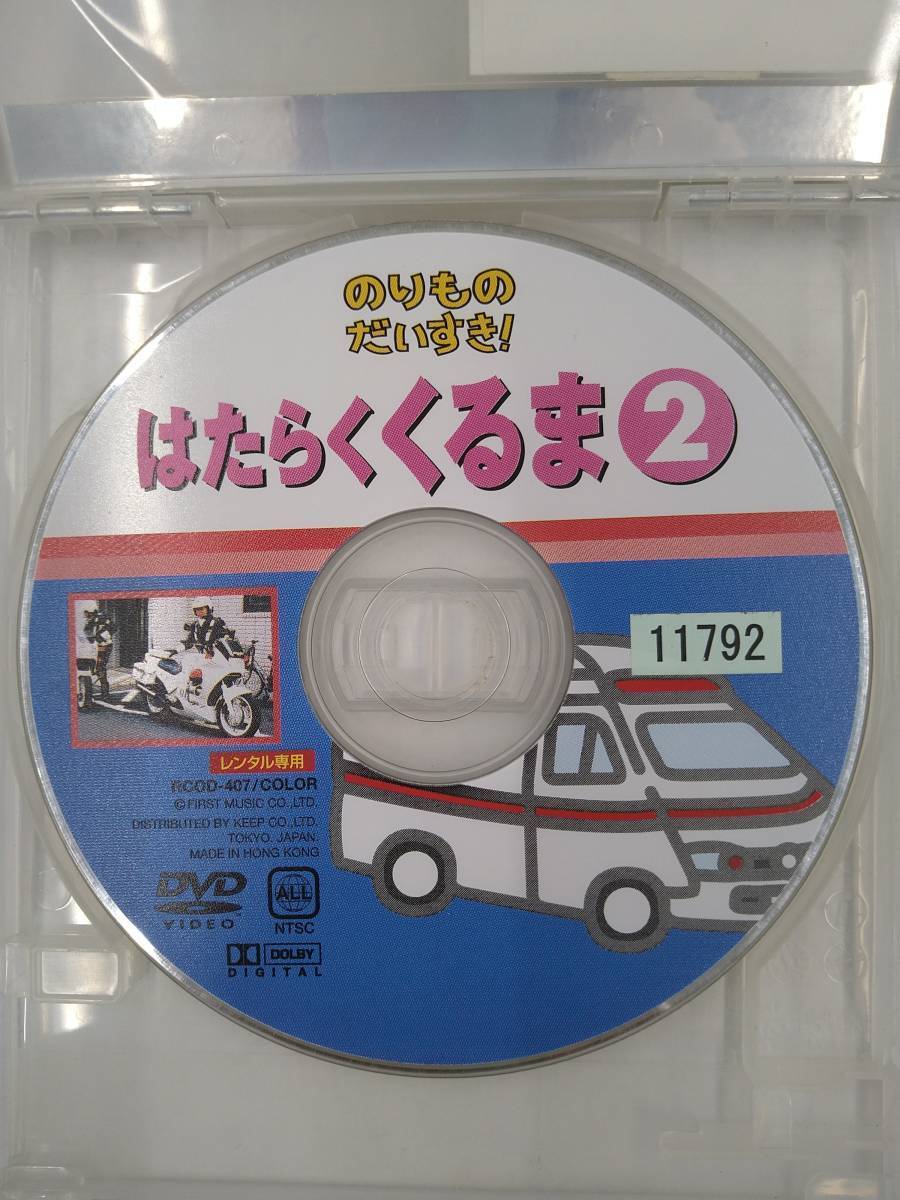 のりもの
だいすき!
はたらくくるま2
11792
レンタル専用
RCOD-407/COLOR
©FIRST MUSIC CO.,LTD.
DISTRIBUTED BY KEEP CO.,LTD.
TOKYO. JAPAN.
MADE IN HONG KONG
DVD
VIDEO
ALL
NTSC
DOLBY
DIGITAL